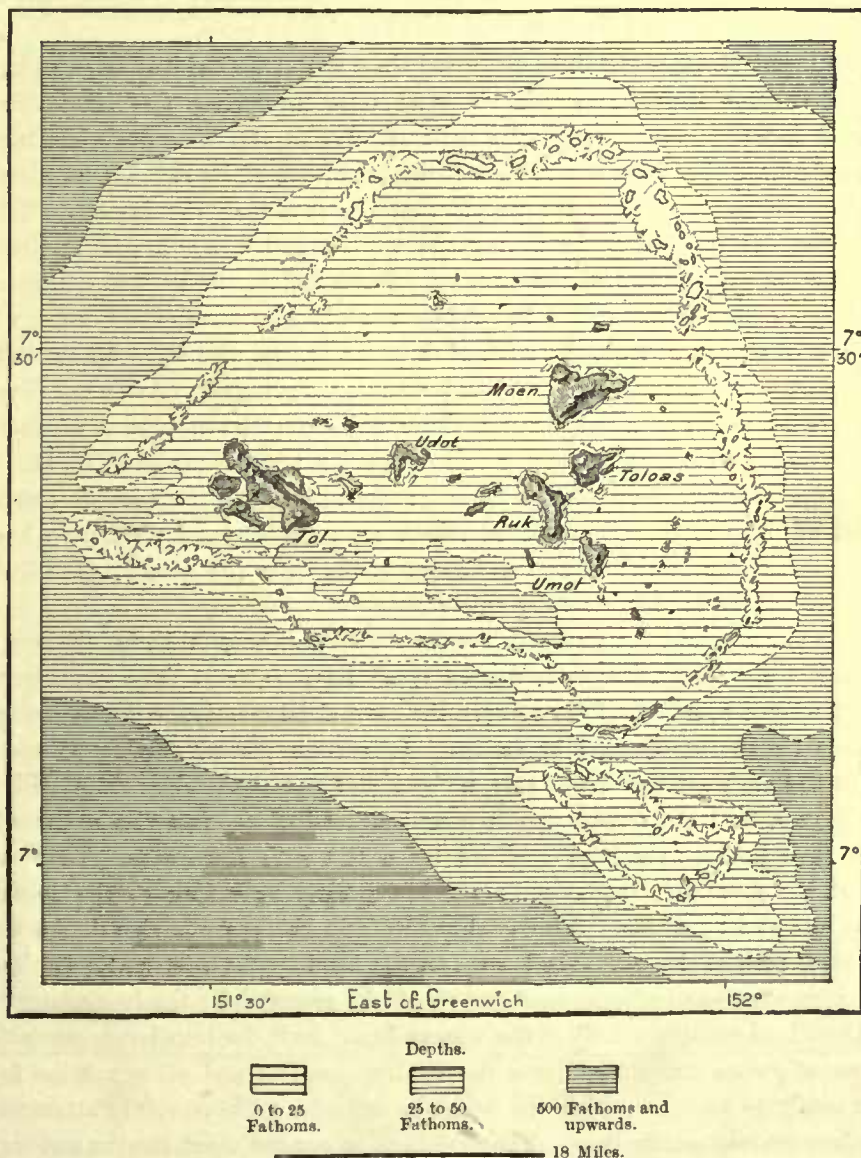 7°
30′
7°
30′
Moen
Udot
Toloas
Tol
Ruk
Umot
7°
7°
151°30′
East of Greenwich
152°
Depths.
0 to 25
Fathoms.
25 to 50
Fathoms.
500 Fathoms and
upwards.
18 Miles.